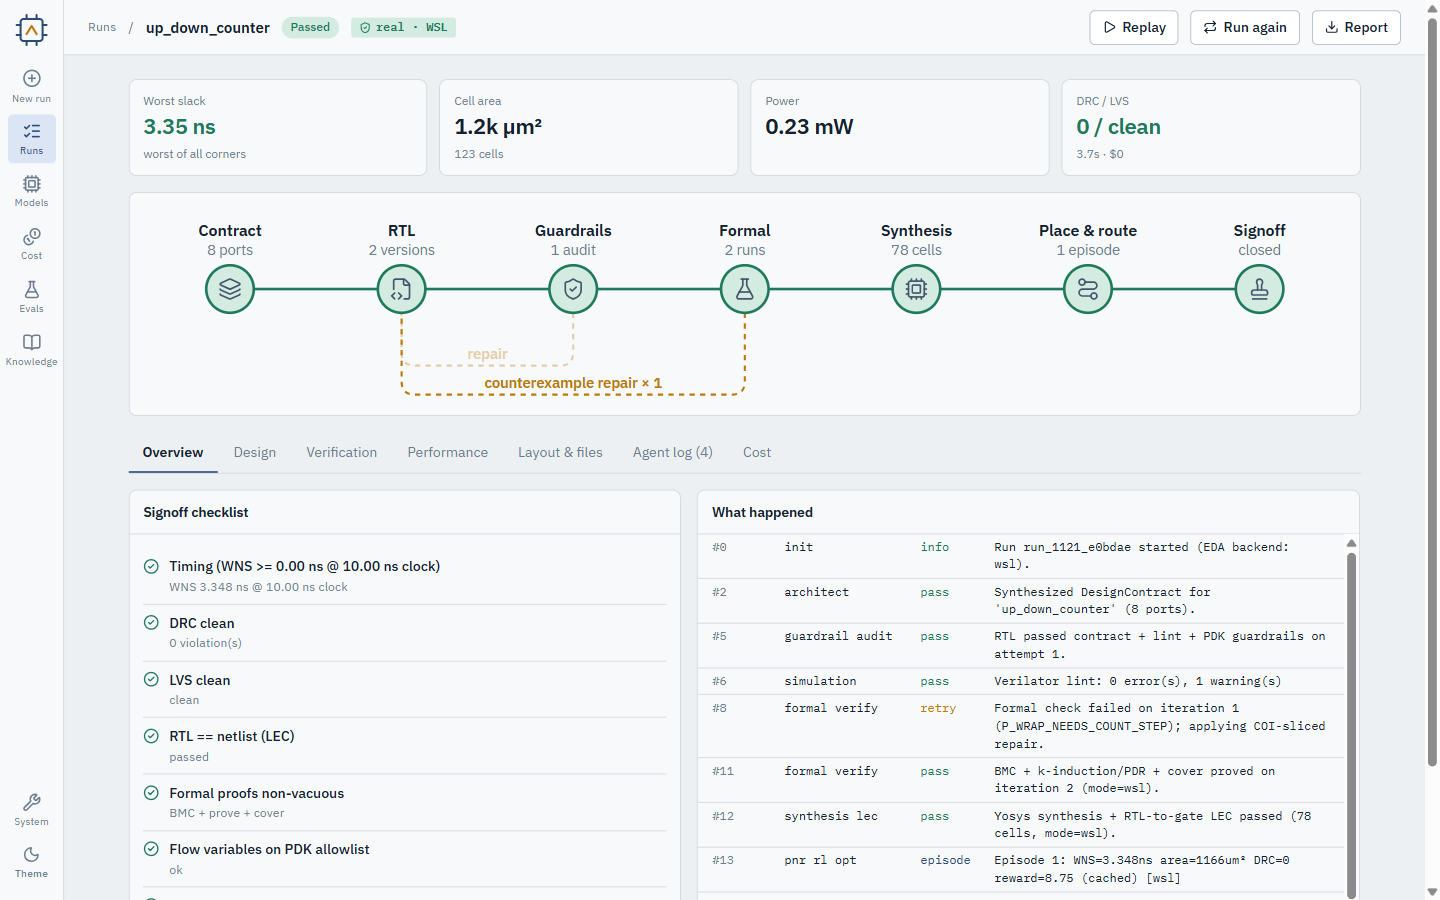 Runs / up_down_counter Passed real · WSL
Replay Run again Report
New run
Runs
Models
Cost
Evals
Knowledge
System
Theme
Worst slack
3.35 ns
worst of all corners
Cell area
1.2k µm²
123 cells
Power
0.23 mW
DRC / LVS
0 / clean
3.7s · $0
Contract
8 ports
RTL
2 versions
Guardrails
1 audit
Formal
2 runs
Synthesis
78 cells
Place & route
1 episode
Signoff
closed
repair
counterexample repair × 1
Overview Design Verification Performance Layout & files Agent log (4) Cost
Signoff checklist
Timing (WNS >= 0.00 ns @ 10.00 ns clock)
WNS 3.348 ns @ 10.00 ns clock
DRC clean
0 violation(s)
LVS clean
clean
RTL == netlist (LEC)
passed
Formal proofs non-vacuous
BMC + prove + cover
Flow variables on PDK allowlist
ok
What happened
#0 init info Run run_1121_e0bdae started (EDA backend:
wsl).
#2 architect pass Synthesized DesignContract for
'up_down_counter' (8 ports).
#5 guardrail audit pass RTL passed contract + lint + PDK guardrails on
attempt 1.
#6 simulation pass Verilator lint: 0 error(s), 1 warning(s)
#8 formal verify retry Formal check failed on iteration 1
(P_WRAP_NEEDS_COUNT_STEP); applying COI-sliced
repair.
#11 formal verify pass BMC + k-induction/PDR + cover proved on
iteration 2 (mode=wsl).
#12 synthesis lec pass Yosys synthesis + RTL-to-gate LEC passed (78
cells, mode=wsl).
#13 pnr rl opt episode Episode 1: WNS=3.348ns area=1166um² DRC=0
reward=8.75 (cached) [wsl]